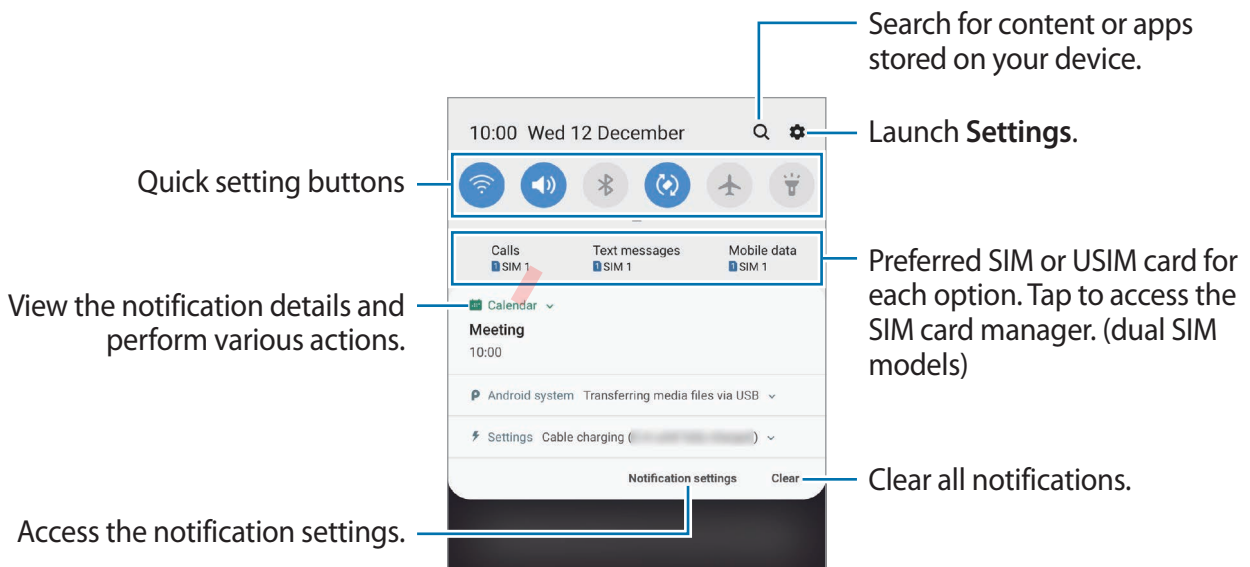 Search for content or apps
stored on your device.
10:00 Wed 12 December
Launch Settings.
Quick setting buttons
Calls
Text messages
Mobile data
1 SIM 1
1 SIM 1
1 SIM 1
Preferred SIM or USIM card for
each option. Tap to access the
SIM card manager. (dual SIM
models)
View the notification details and
perform various actions.
Calendar
Meeting
10:00
Android system Transferring media files via USB
Settings Cable charging ( )
Notification settings Clear
Clear all notifications.
Access the notification settings.